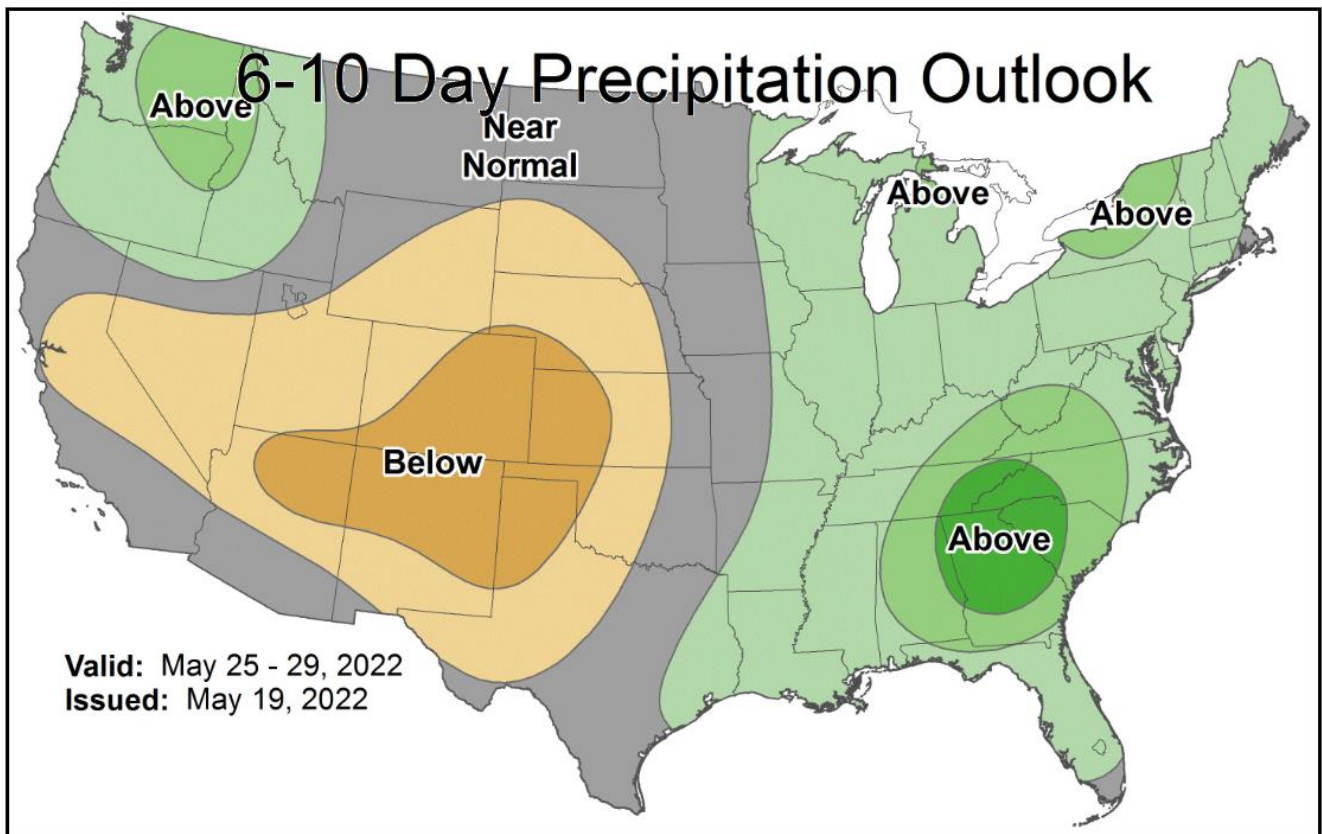 6-10 Day Precipitation Outlook
Above
Near
Normal
Above
Above
Below
Above
Valid: May 25 - 29, 2022
Issued: May 19, 2022